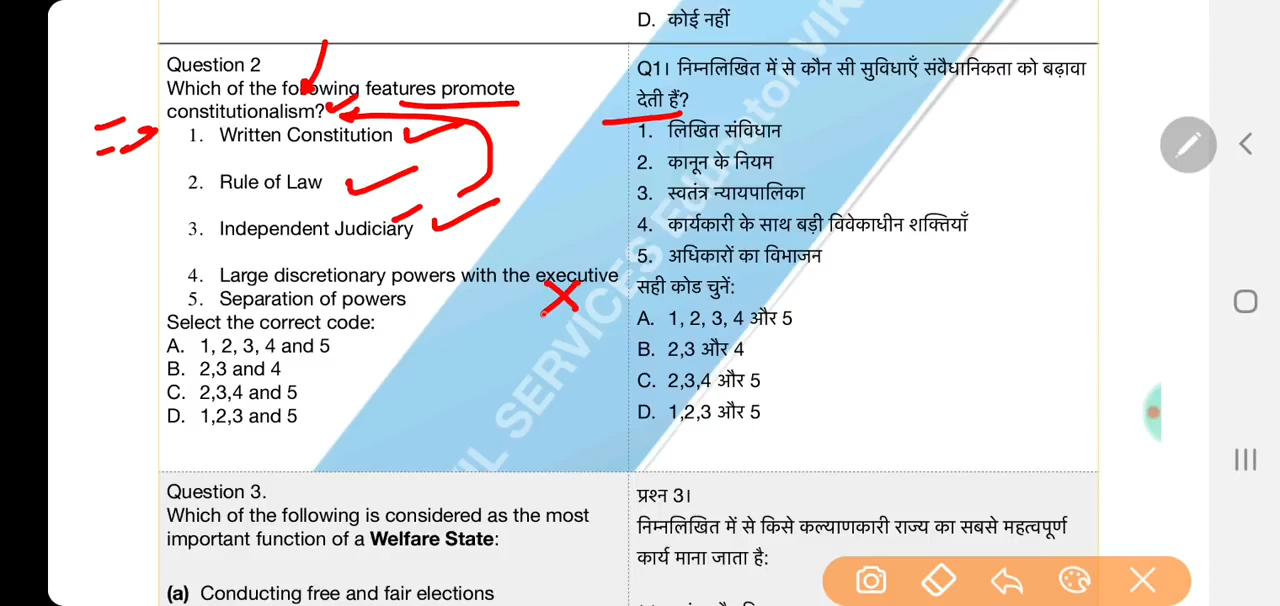 D. कोई नहीं
Question 2
Which of the following features promote
constitutionalism?
1. Written Constitution
2. Rule of Law
3. Independent Judiciary
4. Large discretionary powers with the executive
5. Separation of powers
Select the correct code:
A. 1, 2, 3, 4 and 5
B. 2,3 and 4
C. 2,3,4 and 5
D. 1,2,3 and 5
Q1। निम्नलिखित में से कौन सी सुविधाएँ संवैधानिकता को बढ़ावा
देती हैं?
1. लिखित संविधान
2. कानून के नियम
3. स्वतंत्र न्यायपालिका
4. कार्यकारी के साथ बड़ी विवेकाधीन शक्तियाँ
5. अधिकारों का विभाजन
सही कोड चुनें:
A. 1, 2, 3, 4 और 5
B. 2,3 और 4
C. 2,3,4 और 5
D. 1,2,3 और 5
Question 3.
Which of the following is considered as the most
important function of a Welfare State:
(a) Conducting free and fair elections
प्रश्न 3।
निम्नलिखित में से किसे कल्याणकारी राज्य का सबसे महत्वपूर्ण
कार्य माना जाता है:
SERVICES